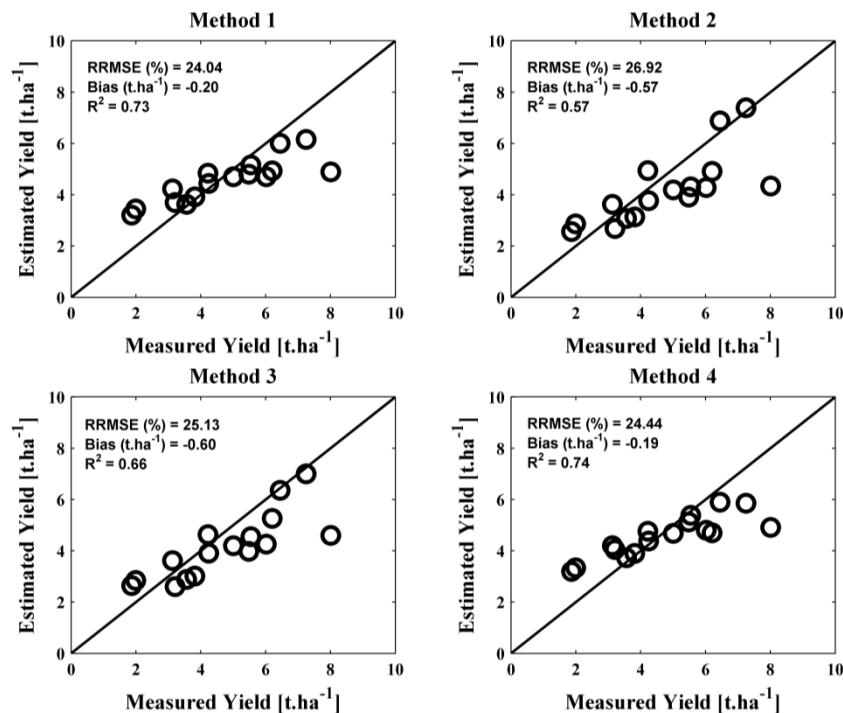 Method 1
RRMSE (%) = 24.04
Bias (t.ha⁻¹) = -0.20
R² = 0.73
Estimated Yield [t.ha⁻¹]
10
8
6
4
2
0
0 2 4 6 8 10
Measured Yield [t.ha⁻¹]
Method 2
RRMSE (%) = 26.92
Bias (t.ha⁻¹) = -0.57
R² = 0.57
Estimated Yield [t.ha⁻¹]
10
8
6
4
2
0
0 2 4 6 8 10
Measured Yield [t.ha⁻¹]
Method 3
RRMSE (%) = 25.13
Bias (t.ha⁻¹) = -0.60
R² = 0.66
Estimated Yield [t.ha⁻¹]
10
8
6
4
2
0
0 2 4 6 8 10
Measured Yield [t.ha⁻¹]
Method 4
RRMSE (%) = 24.44
Bias (t.ha⁻¹) = -0.19
R² = 0.74
Estimated Yield [t.ha⁻¹]
10
8
6
4
2
0
0 2 4 6 8 10
Measured Yield [t.ha⁻¹]